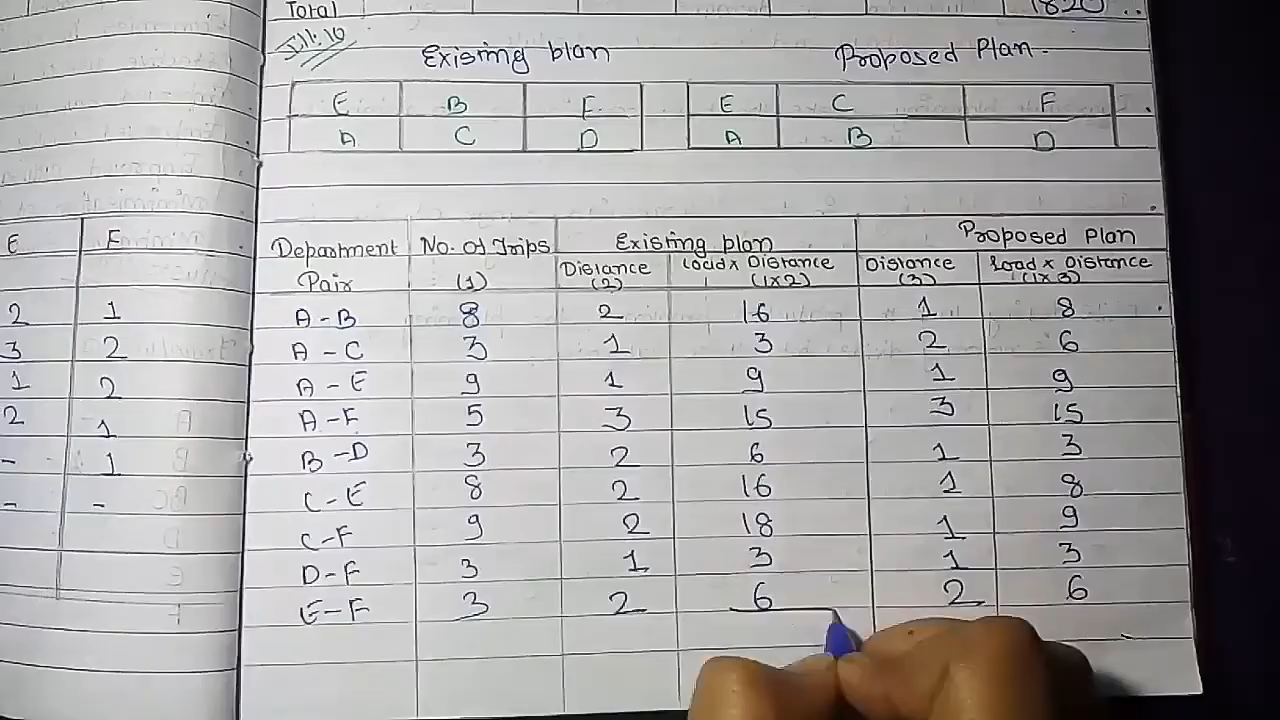 Total 1820
Ill: 16
Exising plan Proposed Plan
E B F E C F
A C D A B D
E F
2 1
3 2
1 2
2 1
- 1
- -
Department Pair No. of Trips (1) Existing plan Proposed Plan
Distance (2) Load x Distance (1x2) Distance (3) Load x Distance (1x3)
A-B 8 2 16 1 8
A-C 3 1 3 2 6
A-E 9 1 9 1 9
A-F 5 3 15 3 15
B-D 3 2 6 1 3
C-E 8 2 16 1 8
C-F 9 2 18 1 9
D-F 3 1 3 1 3
E-F 3 2 6 2 6